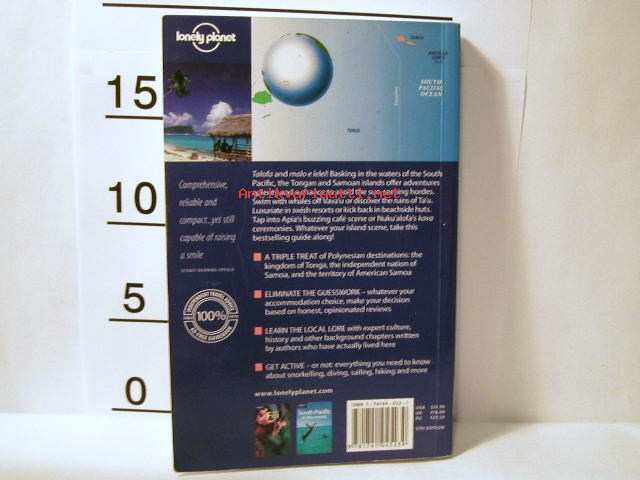 lonely planet
15
10
5
0
SAMOA
SOUTH
PACIFIC
OCEAN
TONGA
Comprehensive,
reliable and
compact...yet still
capable of raising
a smile
Talofa and malo e lelei! Basking in the waters of the South
Pacific, the Tongan and Samoan islands offer adventures
hordes.
Swim with whales off Vava'u or discover the ruins of Ta'u.
Luxuriate in swish resorts or kick back in beachside huts.
Tap into Apia's buzzing café scene or Nuku'alofa's kava
ceremonies. Whatever your island scene, take this
bestselling guide along!
A TRIPLE TREAT of Polynesian destinations: the
kingdom of Tonga, the independent nation of
Samoa, and the territory of American Samoa
ELIMINATE THE GUESSWORK – whatever your
accommodation choice, make your decision
based on honest, opinionated reviews
LEARN THE LOCAL LORE with expert culture,
history and other background chapters written
by authors who have actually lived here
GET ACTIVE – or not: everything you need to know
about snorkelling, diving, sailing, hiking and more
INDEPENDENT TRAVEL ADVICE
100%
www.lonelyplanet.com
South Pacific